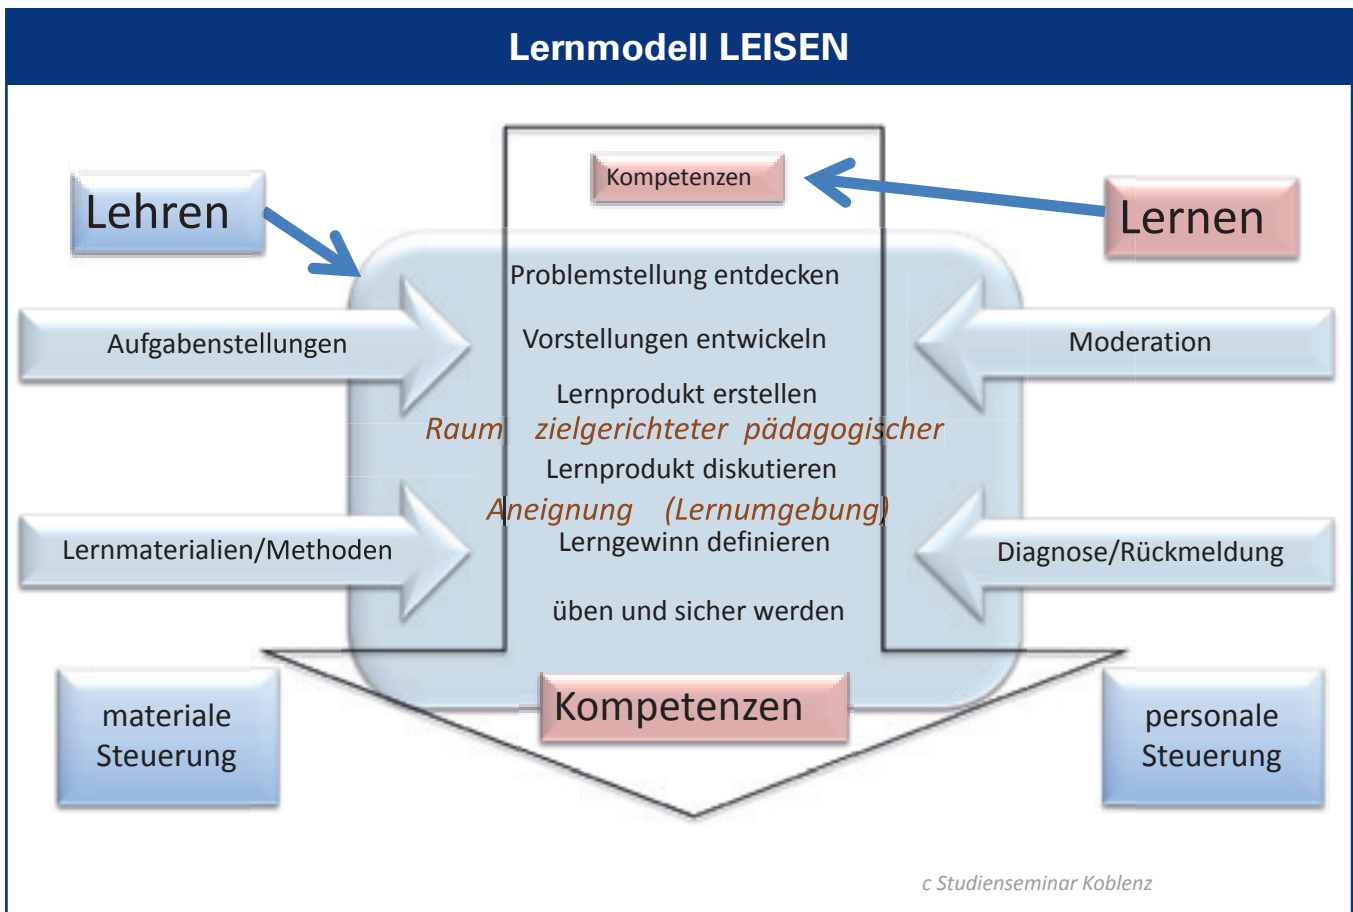 Lernmodell LEISEN
Kompetenzen
Lehren
Lernen
Problemstellung entdecken
Aufgabenstellungen
Vorstellungen entwickeln
Moderation
Lernprodukt erstellen
Raum zielgerichteter pädagogischer
Lernprodukt diskutieren
Aneignung (Lernumgebung)
Lernmaterialien/Methoden
Lerngewinn definieren
Diagnose/Rückmeldung
üben und sicher werden
materiale
Steuerung
Kompetenzen
personale
Steuerung
c Studienseminar Koblenz